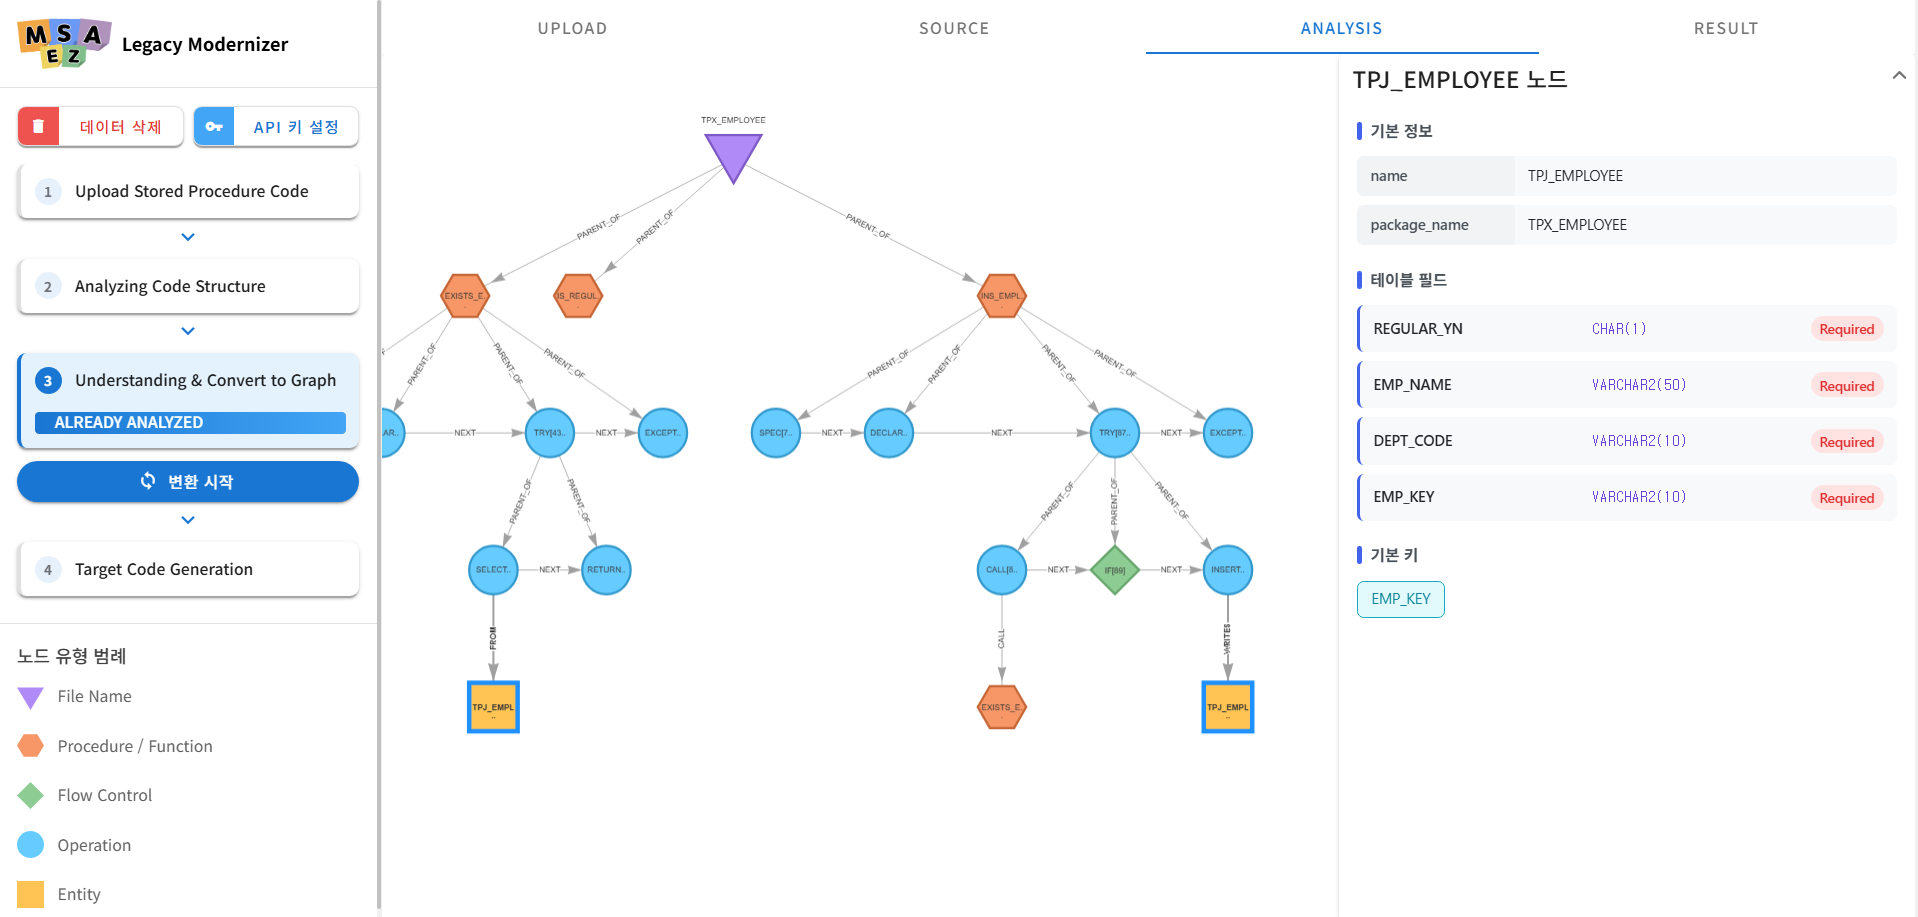 MSA
EZ
Legacy Modernizer
UPLOAD
SOURCE
ANALYSIS
RESULT
데이터 삭제
API 키 설정
1 Upload Stored Procedure Code
2 Analyzing Code Structure
3 Understanding & Convert to Graph
ALREADY ANALYZED
변환 시작
4 Target Code Generation
노드 유형 범례
File Name
Procedure / Function
Flow Control
Operation
Entity
TPX_EMPLOYEE
PARENT_OF
PARENT_OF
PARENT_OF
EXISTS_E..
IS_REGUL..
INS_EMPL..
PARENT_OF
PARENT_OF
PARENT_OF
PARENT_OF
PARENT_OF
PARENT_OF
PARENT_OF
AR..
NEXT
TRY[43..
NEXT
EXCEPT..
SPEC[7..
NEXT
DECLAR..
NEXT
TRY[87..
NEXT
EXCEPT..
PARENT_OF
PARENT_OF
PARENT_OF
PARENT_OF
PARENT_OF
SELECT..
NEXT
RETURN..
CALL[8..
NEXT
IF[89]
NEXT
INSERT..
FROM
CALL
WRITES
TPJ_EMPL
..
EXISTS_E..
TPJ_EMPL
..
TPJ_EMPLOYEE 노드
기본 정보
name TPJ_EMPLOYEE
package_name TPX_EMPLOYEE
테이블 필드
REGULAR_YN CHAR(1) Required
EMP_NAME VARCHAR2(50) Required
DEPT_CODE VARCHAR2(10) Required
EMP_KEY VARCHAR2(10) Required
기본 키
EMP_KEY